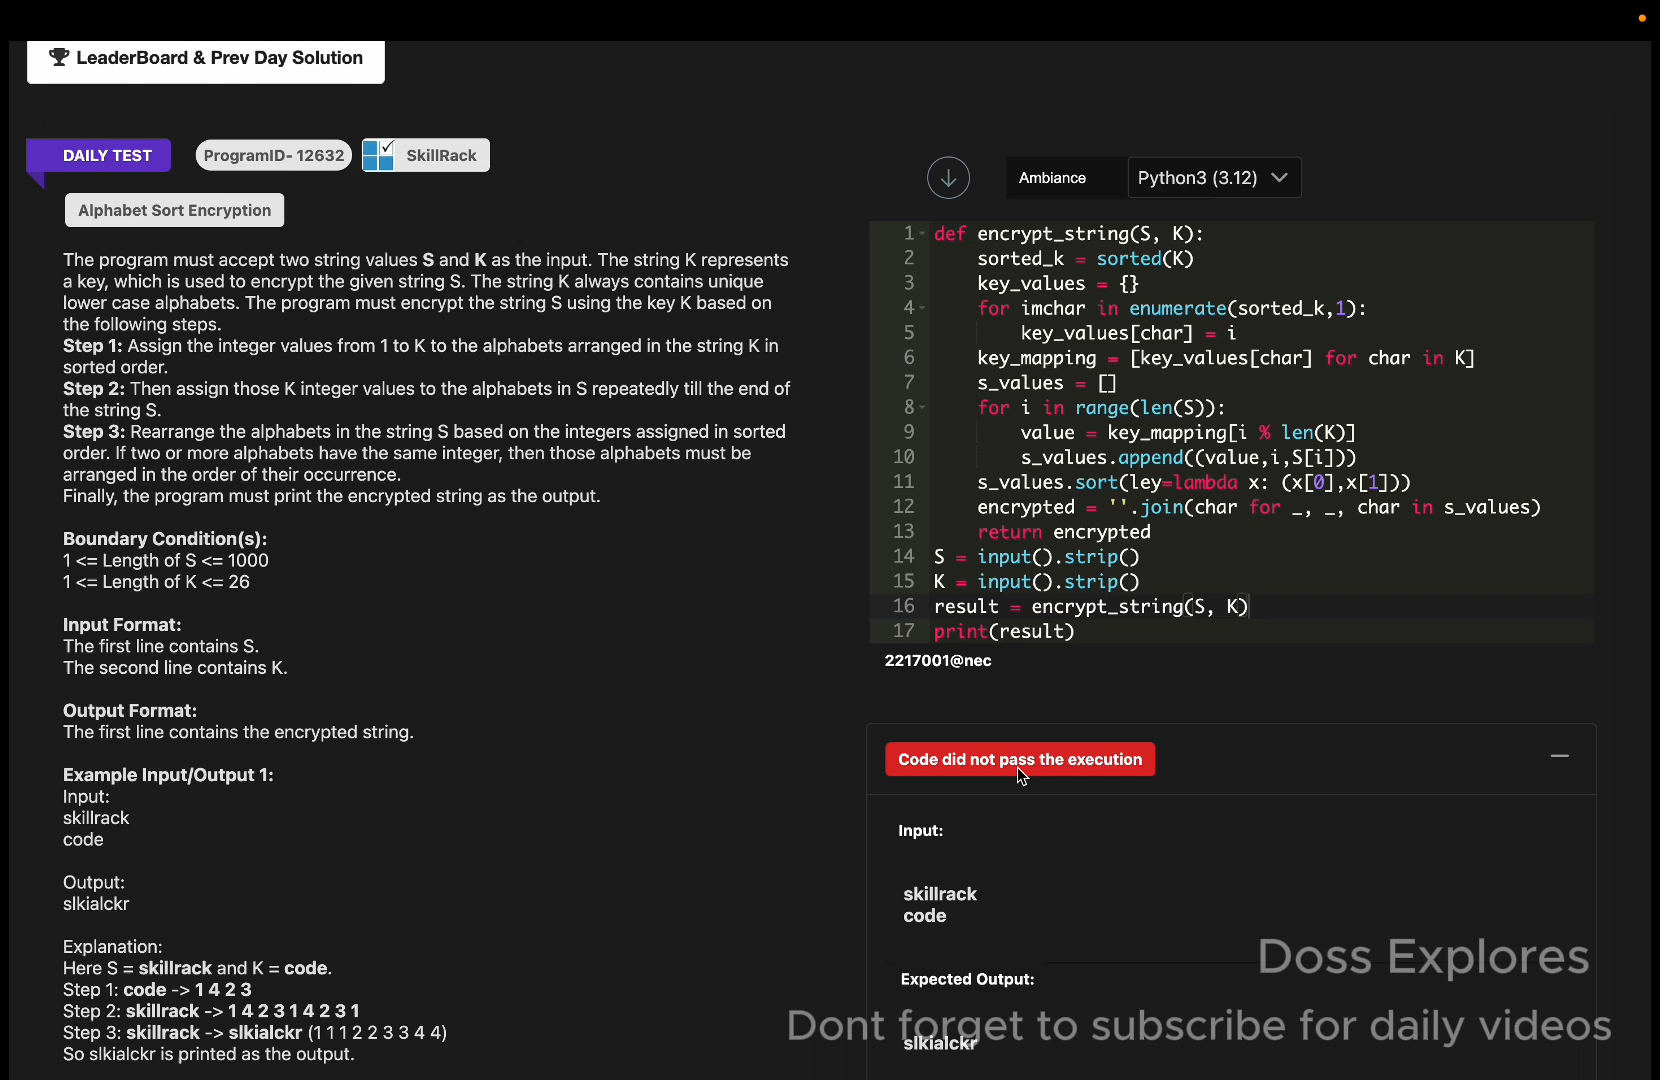 LeaderBoard & Prev Day Solution
DAILY TEST
ProgramID- 12632
SkillRack
Alphabet Sort Encryption
The program must accept two string values S and K as the input. The string K represents
a key, which is used to encrypt the given string S. The string K always contains unique
lower case alphabets. The program must encrypt the string S using the key K based on
the following steps.
Step 1: Assign the integer values from 1 to K to the alphabets arranged in the string K in
sorted order.
Step 2: Then assign those K integer values to the alphabets in S repeatedly till the end of
the string S.
Step 3: Rearrange the alphabets in the string S based on the integers assigned in sorted
order. If two or more alphabets have the same integer, then those alphabets must be
arranged in the order of their occurrence.
Finally, the program must print the encrypted string as the output.
Boundary Condition(s):
1 <= Length of S <= 1000
1 <= Length of K <= 26
Input Format:
The first line contains S.
The second line contains K.
Output Format:
The first line contains the encrypted string.
Example Input/Output 1:
Input:
skillrack
code
Output:
slkialckr
Explanation:
Here S = skillrack and K = code.
Step 1: code -> 1 4 2 3
Step 2: skillrack -> 1 4 2 3 1 4 2 3 1
Step 3: skillrack -> slkialckr (1 1 1 2 2 3 3 4 4)
So slkialckr is printed as the output.
Ambiance
Python3 (3.12)
1 def encrypt_string(S, K):
2 sorted_k = sorted(K)
3 key_values = {}
4 for imchar in enumerate(sorted_k,1):
5 key_values[char] = i
6 key_mapping = [key_values[char] for char in K]
7 s_values = []
8 for i in range(len(S)):
9 value = key_mapping[i % len(K)]
10 s_values.append((value,i,S[i]))
11 s_values.sort(ley=lambda x: (x[0],x[1]))
12 encrypted = ''.join(char for _, _, char in s_values)
13 return encrypted
14 S = input().strip()
15 K = input().strip()
16 result = encrypt_string(S, K)
17 print(result)
2217001@nec
Code did not pass the execution
Input:
skillrack
code
Expected Output:
slkialckr
Doss Explores
Dont forget to subscribe for daily videos